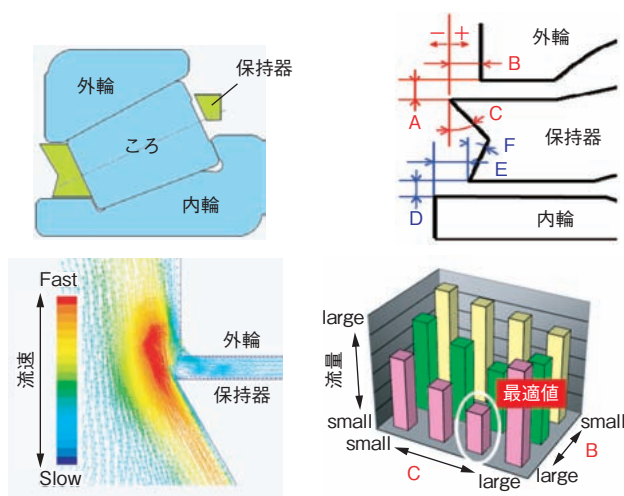 保持器
外輪
ころ
内輪
− +
B
外輪
A
C
F
保持器
E
D
内輪
Fast
流速
外輪
保持器
Slow
large
流量
最適値
small
small
small
C
B
large
large